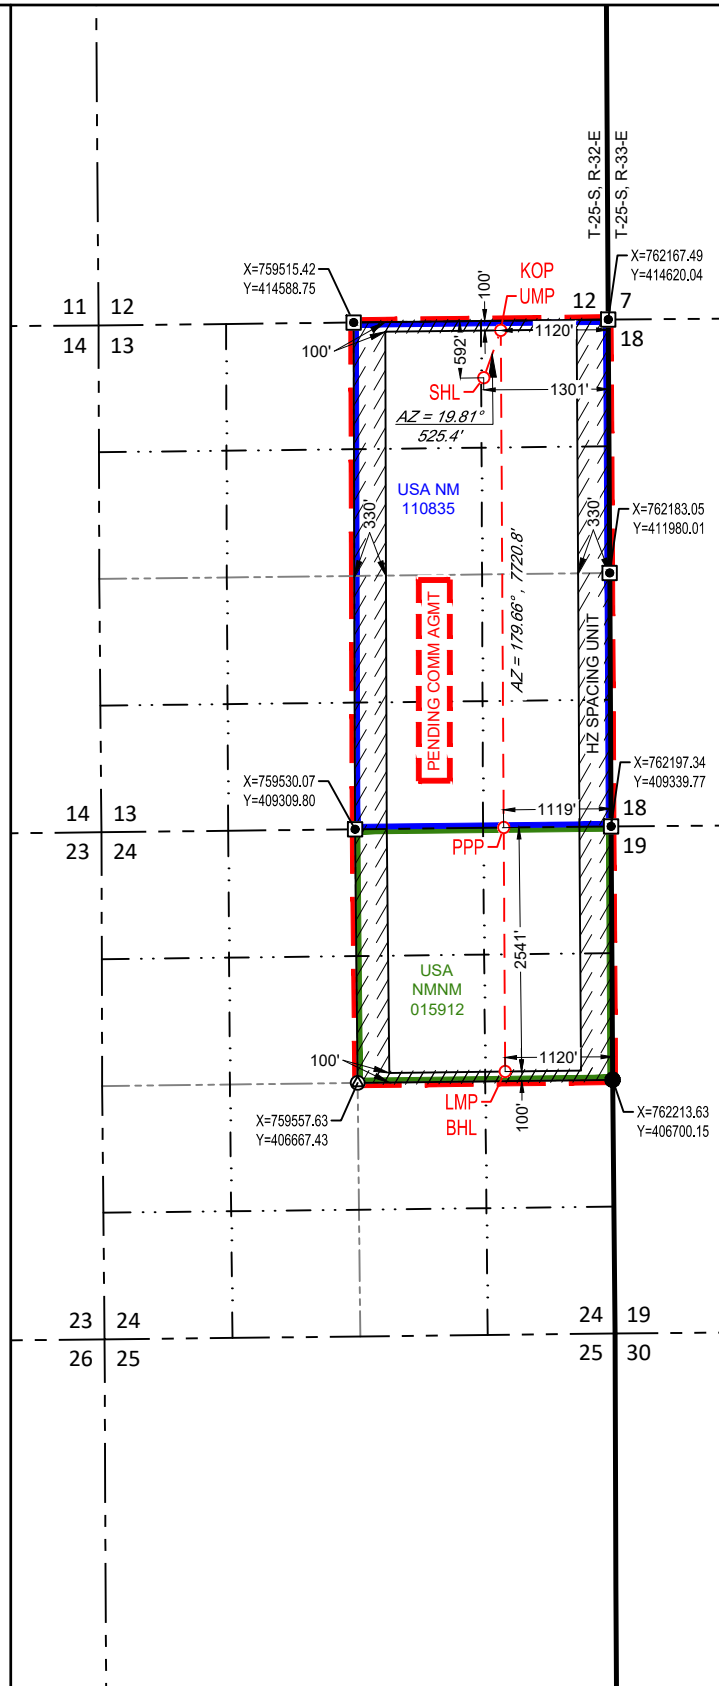 T-25-S, R-32-E
T-25-S, R-33-E
X=762167.49
Y=414620.04
X=759515.42
Y=414588.75
KOP
UMP
100'
11 12
12 7
14 13
18
100'
592'
1120'
SHL
1301'
AZ = 19.81°
525.4'
USA NM
110835
330'
330'
X=762183.05
Y=411980.01
AZ = 179.66° , 7720.8'
PENDING COMM AGMT
HZ SPACING UNIT
X=759530.07
Y=409309.80
X=762197.34
Y=409339.77
1119'
14 13
18
23 24
19
PPP
2541'
USA
NMNM
015912
100'
1120'
LMP
BHL
100'
X=759557.63
Y=406667.43
X=762213.63
Y=406700.15
23 24
24 19
26 25
25 30